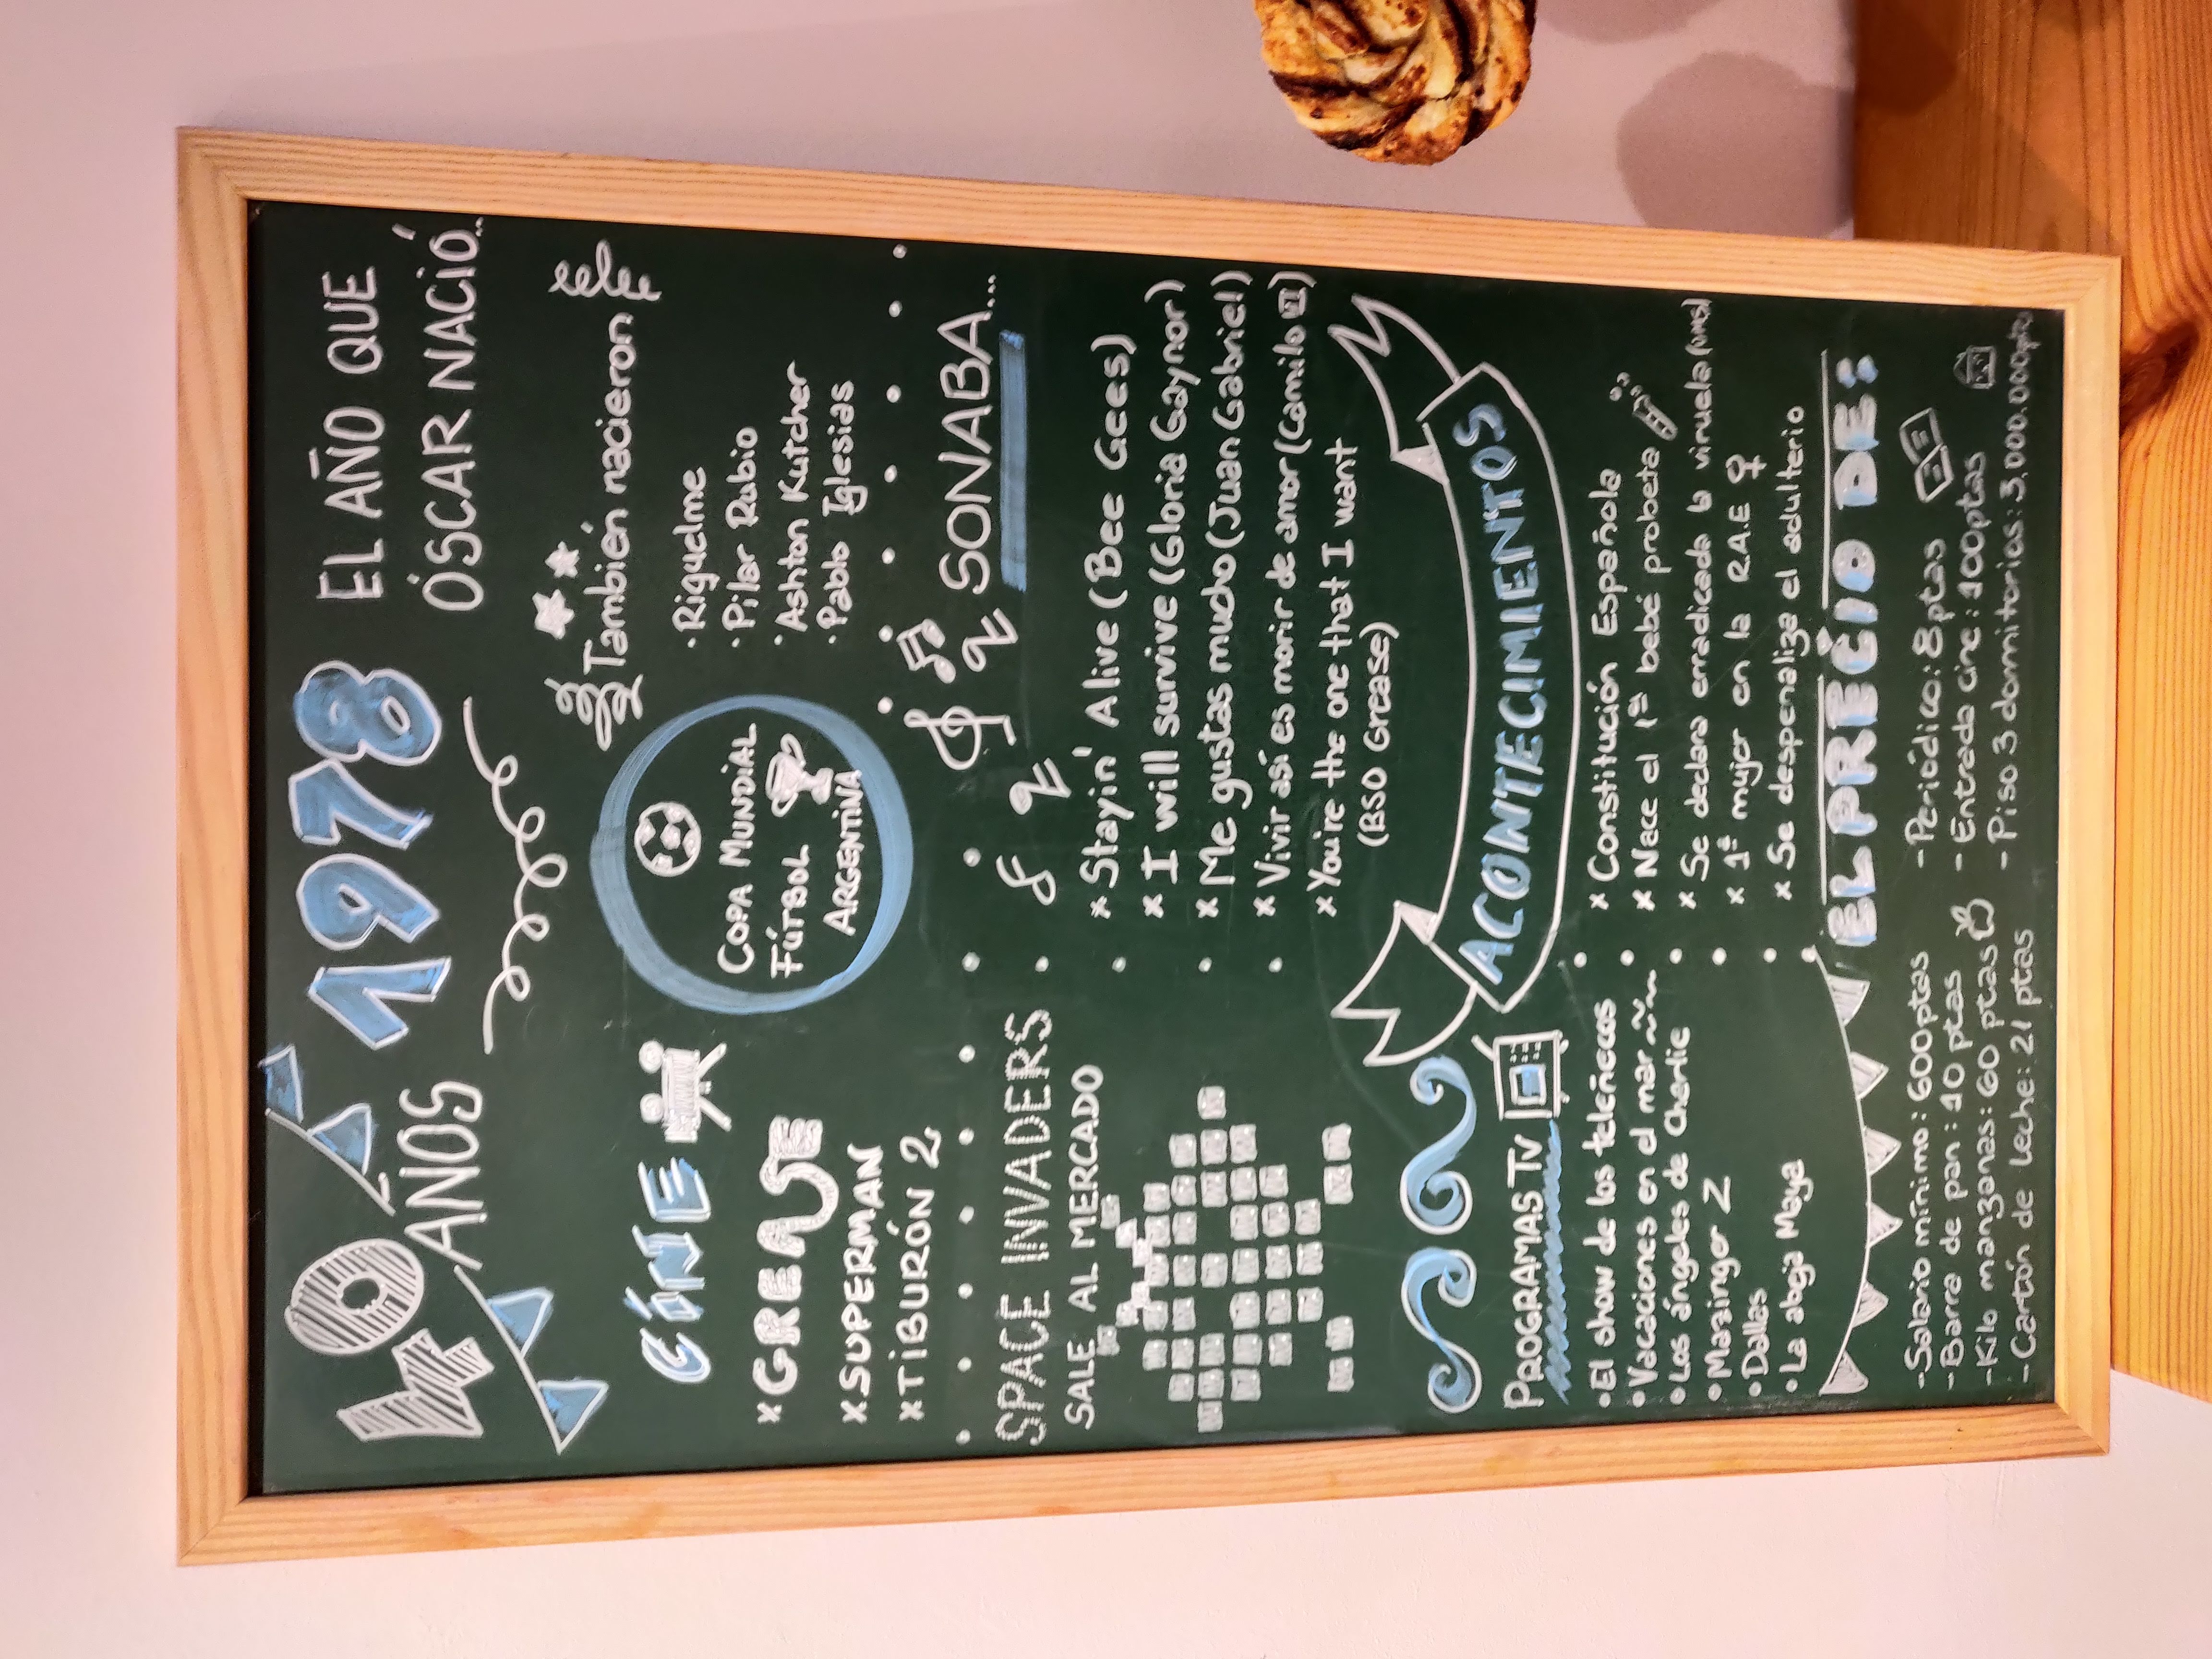 40 AÑOS
1978
EL AÑO QUE
ÓSCAR NACIÓ..
CINE
*GREASE
*SUPERMAN
*TIBURÓN 2
COPA MUNDIAL
FÚTBOL
ARGENTINA
También nacieron
·Riquelme
·Pilar Rubio
·Ashton Kutcher
·Pablo Iglesias
SPACE INVADERS
SALE AL MERCADO
SONABA...
* Stayin' Alive (Bee Gees)
* I will survive (Gloria Gaynor)
* Me gustas mucho (Juan Gabriel)
* Vivir así es morir de amor (Camilo VI)
* You're the one that I want
(BSO Grease)
PROGRAMAS TV
•El show de los teleñecos
•Vacaciones en el mar
•Los ángeles de Charlie
•Mazinger Z
•Dallas
•La abeja Maya
ACONTECIMIENTOS
* Constitución Española
* Nace el 1er bebé probeta
* Se declara erradicada la viruela (OMS)
* 1ª mujer en la R.A.E ♀
* Se despenaliza el adulterio
EL PRECIO DE:
-Salario mínimo: 600ptas
-Barra de pan: 10 ptas
-Kilo manzanas: 60 ptas
-Cartón de leche: 21 ptas
-Periódico: 8ptas
-Entrada cine: 100ptas
-Piso 3 dormitorios: 3.000.000ptas